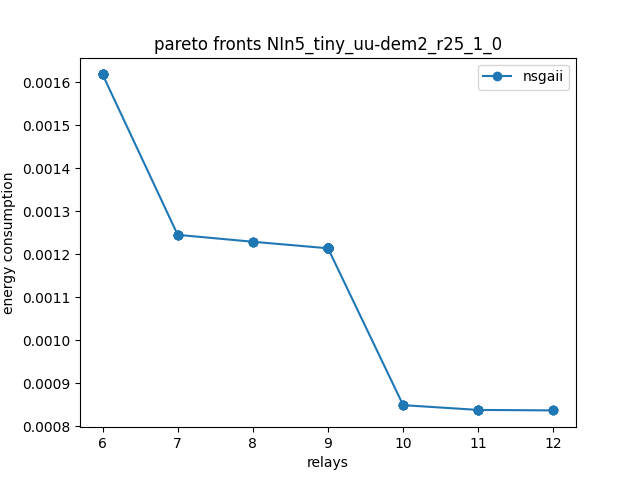 pareto fronts NIn5_tiny_uu-dem2_r25_1_0
nsgaii
energy consumption
0.0016
0.0015
0.0014
0.0013
0.0012
0.0011
0.0010
0.0009
0.0008
6 7 8 9 10 11 12
relays